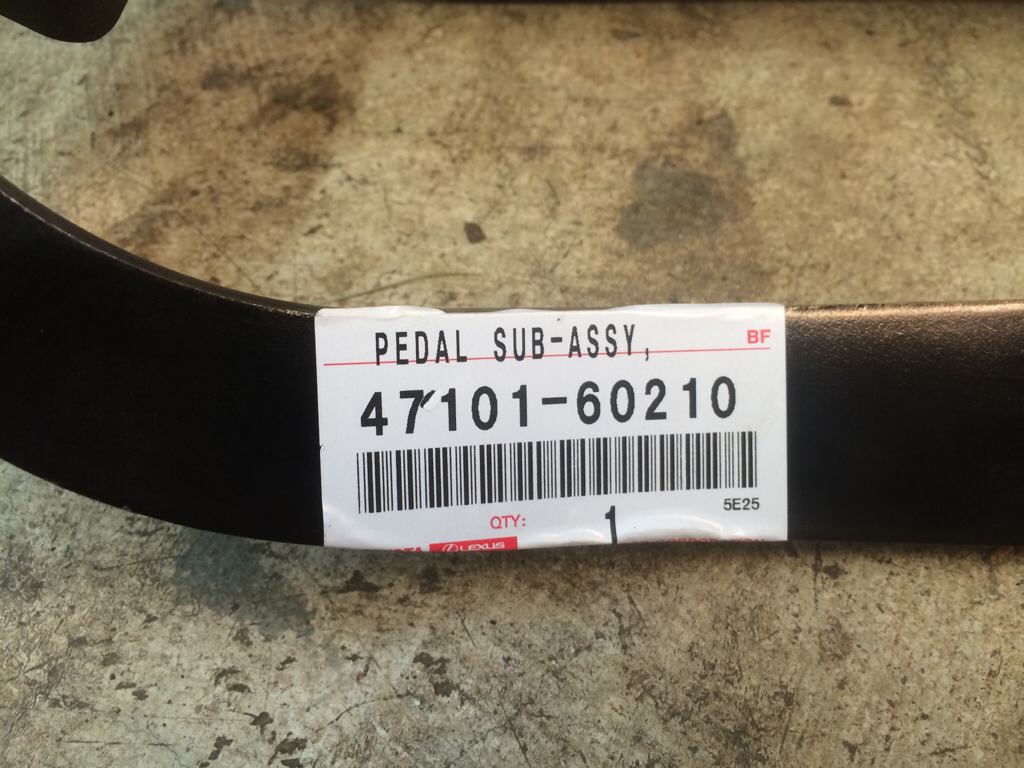 PEDAL SUB-ASSY, BF
47101-60210
5E25
QTY: 1
LEXUS